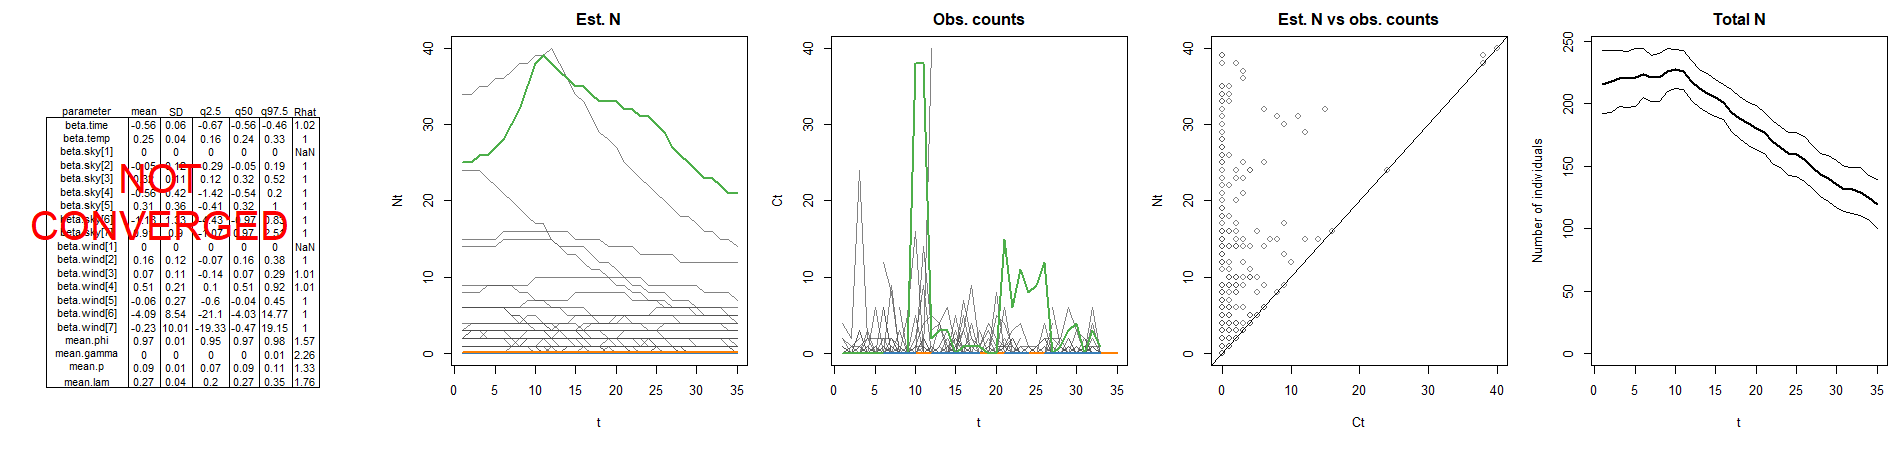 parameter mean SD q2.5 q50 q97.5 Rhat
beta.time -0.56 0.06 -0.67 -0.56 -0.46 1.02
beta.temp 0.25 0.04 0.16 0.24 0.33 1
beta.sky[1] 0 0 0 0 0 NaN
beta.sky[2] -0.05 0.12 -0.29 -0.05 0.19 1
beta.sky[3] 0.11 0.12 0.32 0.52 1
beta.sky[4] -0.56 0.42 -1.42 -0.54 0.2 1
beta.sky[5] 0.31 0.36 -0.41 0.32 1 1
beta.sky[6] 1
beta.sky[7] 1
NOT
CONVERGED
beta.wind[1] 0 0 0 0 0 NaN
beta.wind[2] 0.16 0.12 -0.07 0.16 0.38 1
beta.wind[3] 0.07 0.11 -0.14 0.07 0.29 1.01
beta.wind[4] 0.51 0.21 0.1 0.51 0.92 1.01
beta.wind[5] -0.06 0.27 -0.6 -0.04 0.45 1
beta.wind[6] -4.09 8.54 -21.1 -4.03 14.77 1
beta.wind[7] -0.23 10.01 -19.33 -0.47 19.15 1
mean.phi 0.97 0.01 0.95 0.97 0.98 1.57
mean.gamma 0 0 0 0 0.01 2.26
mean.p 0.09 0.01 0.07 0.09 0.11 1.33
mean.lam 0.27 0.04 0.2 0.27 0.35 1.76
Est. N
Nt
0 10 20 30 40
0 5 10 15 20 25 30 35
t
Obs. counts
Ct
0 10 20 30 40
0 5 10 15 20 25 30 35
t
Est. N vs obs. counts
Nt
0 10 20 30 40
0 10 20 30 40
Ct
Total N
Number of individuals
0 50 100 150 200 250
0 5 10 15 20 25 30 35
t